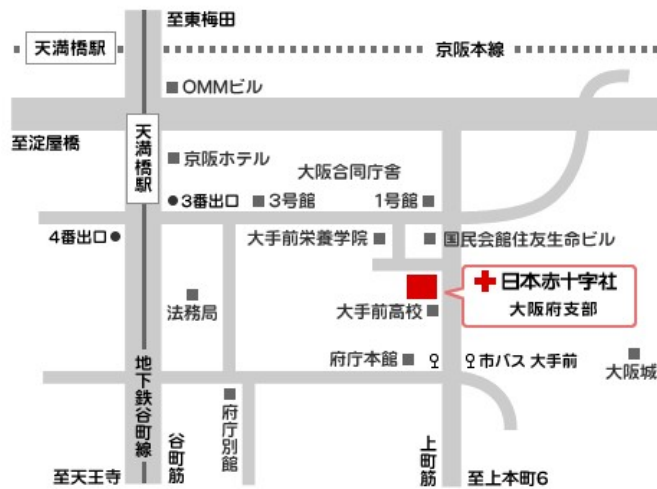 至東梅田
天満橋駅
京阪本線
OMMビル
至淀屋橋
天満橋駅
京阪ホテル
大阪合同庁舎
3番出口
3号館
1号館
4番出口
大手前栄養学院
国民会館住友生命ビル
日本赤十字社
大阪府支部
法務局
大手前高校
府庁本館
市バス 大手前
大阪城
地下鉄谷町線
府庁別館
谷町筋
上町筋
至天王寺
至上本町6